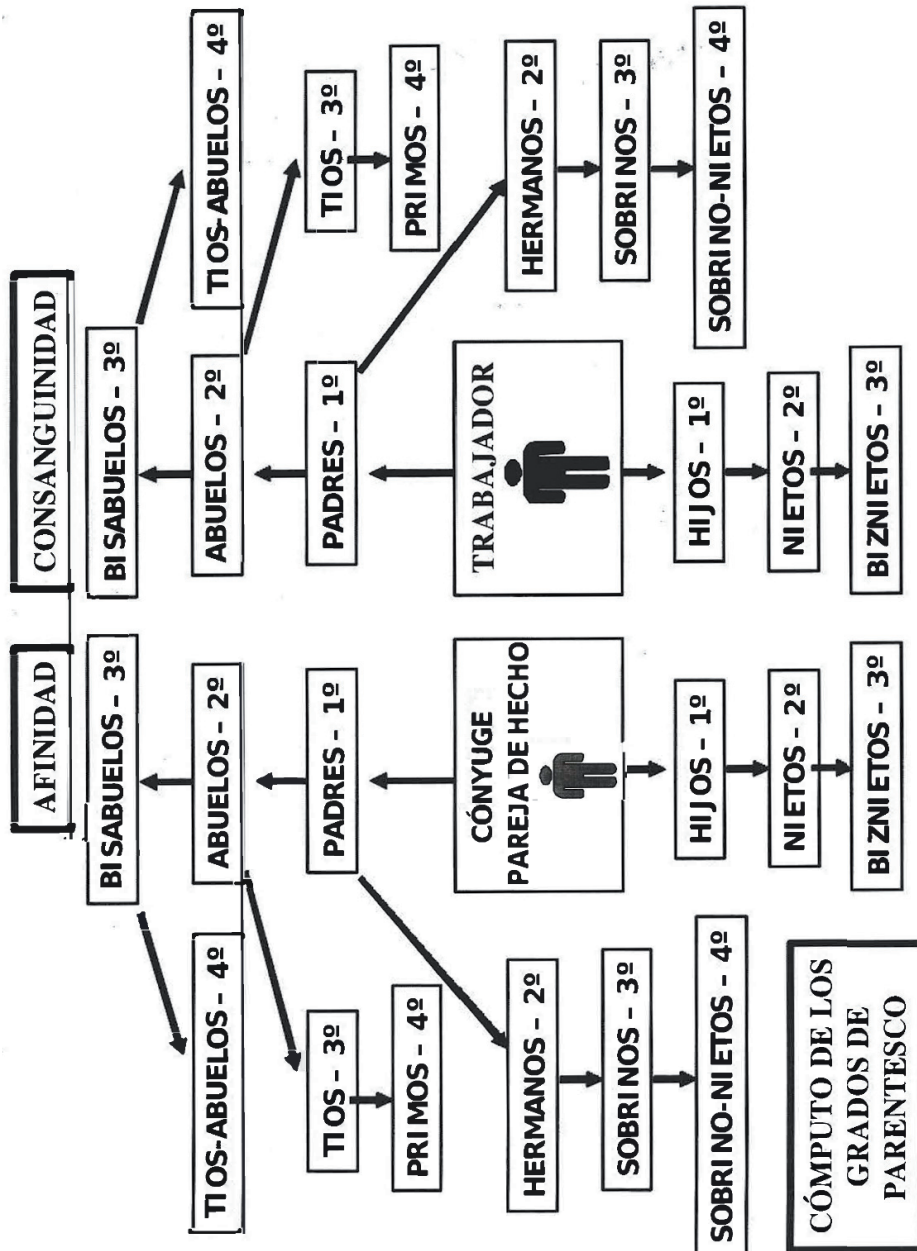 AFINIDAD
CONSANGUINIDAD
BISABUELOS – 3º
BISABUELOS – 3º
TIOS-ABUELOS – 4º
ABUELOS – 2º
ABUELOS – 2º
TIOS-ABUELOS – 4º
TIOS – 3º
PADRES – 1º
PADRES – 1º
TIOS – 3º
PRIMOS – 4º
PRIMOS – 4º
CÓNYUGE
PAREJA DE HECHO
TRABAJADOR
HERMANOS – 2º
HERMANOS – 2º
SOBRINOS – 3º
HIJOS – 1º
HIJOS – 1º
SOBRINOS – 3º
SOBRINO-NIETOS – 4º
NIETOS – 2º
NIETOS – 2º
SOBRINO-NIETOS – 4º
BIZNIETOS – 3º
BIZNIETOS – 3º
CÓMPUTO DE LOS
GRADOS DE
PARENTESCO